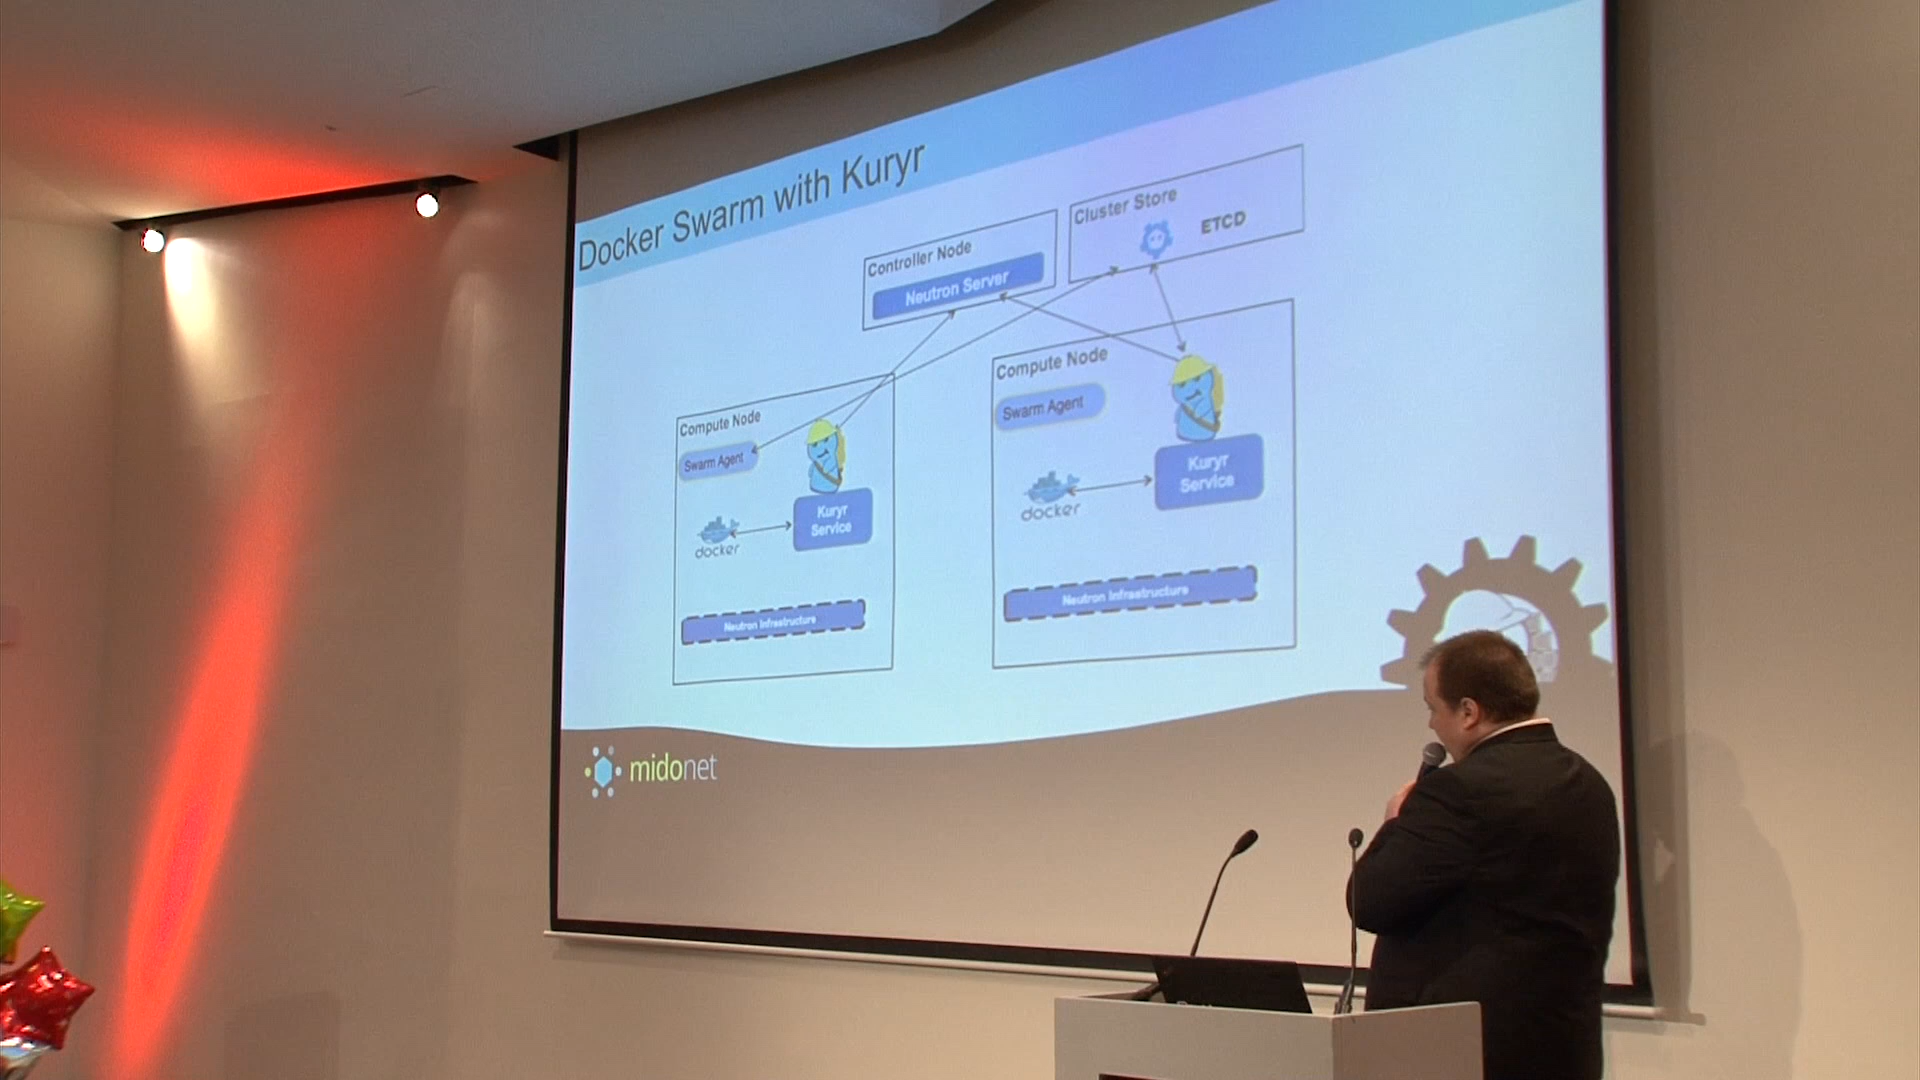 Docker Swarm with Kuryr
Controller Node
Neutron Server
Cluster Store
ETCD
Compute Node
Swarm Agent
docker
Kuryr
Service
Neutron Infrastructure
Compute Node
Swarm Agent
docker
Kuryr
Service
Neutron Infrastructure
midonet